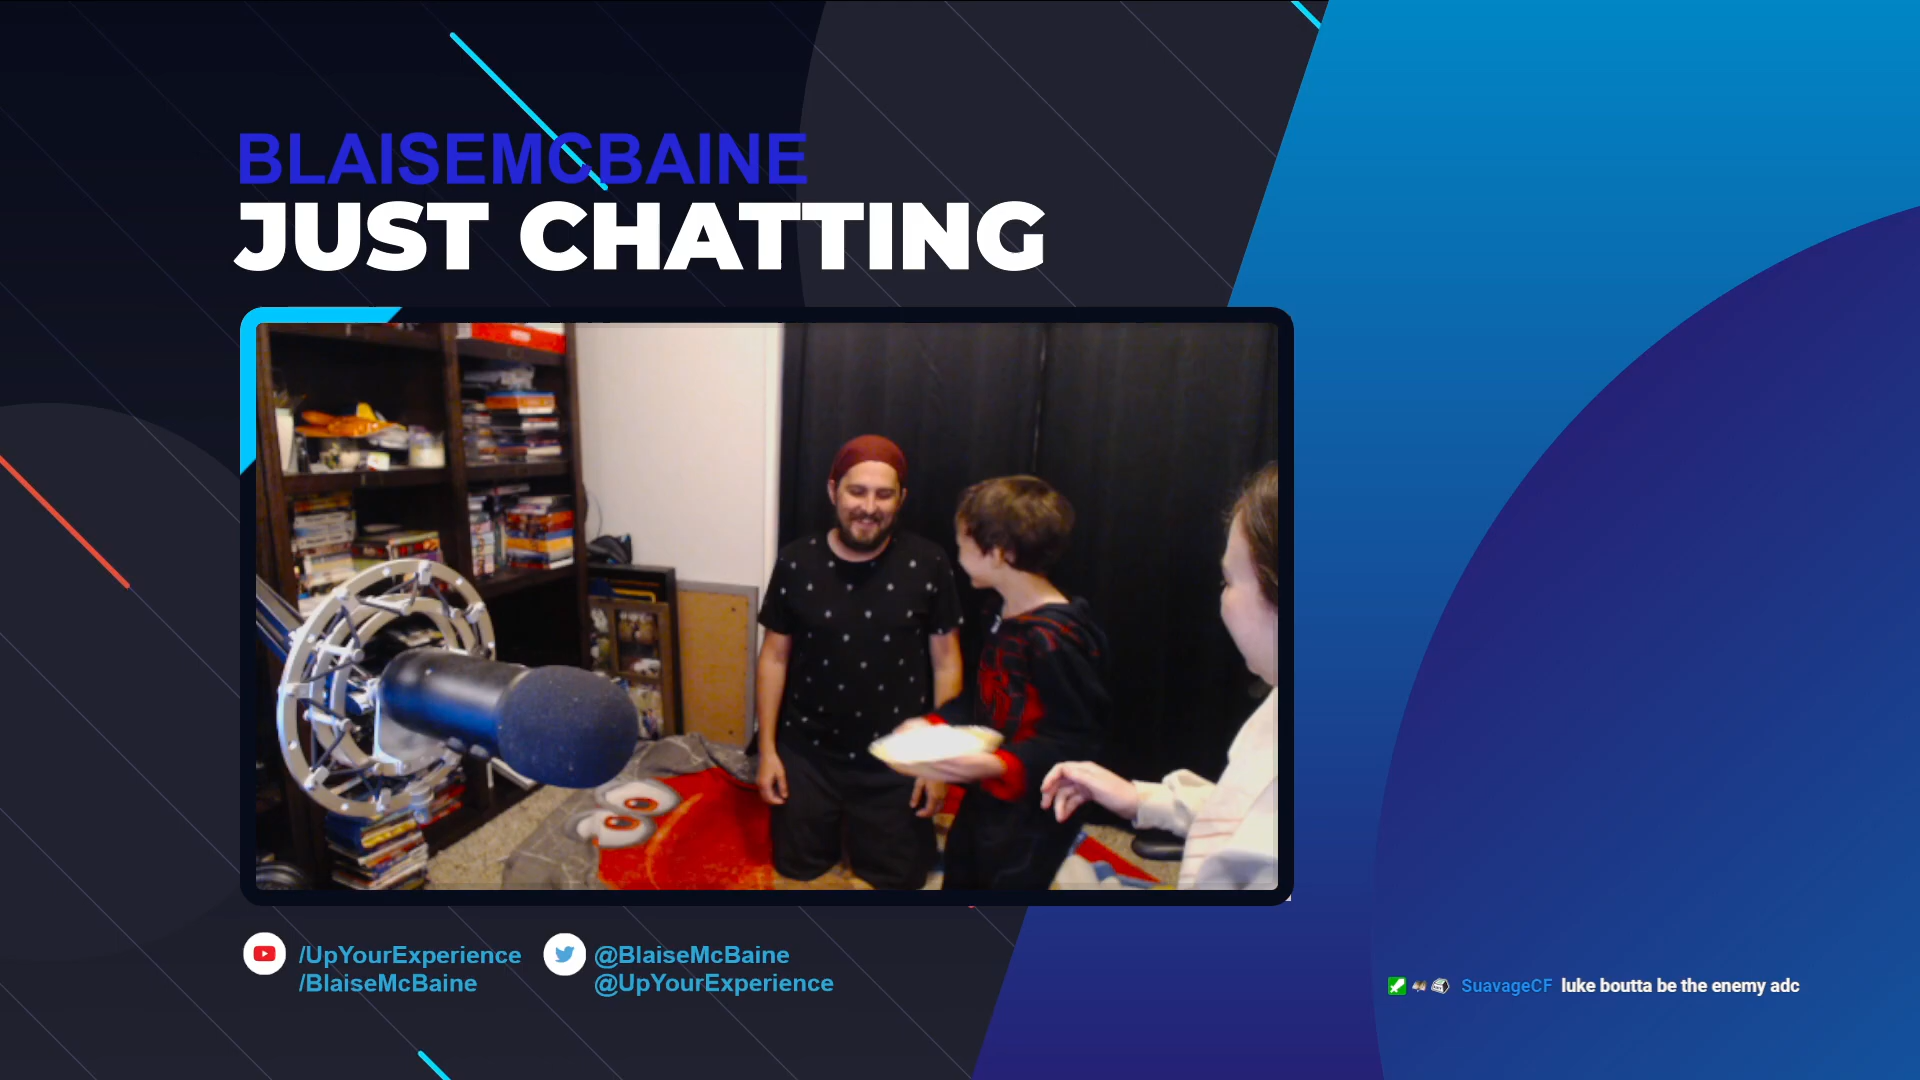 BLAISEMCBAINE
JUST CHATTING
/UpYourExperience
/BlaiseMcBaine
@BlaiseMcBaine
@UpYourExperience
SuavageCF luke boutta be the enemy adc